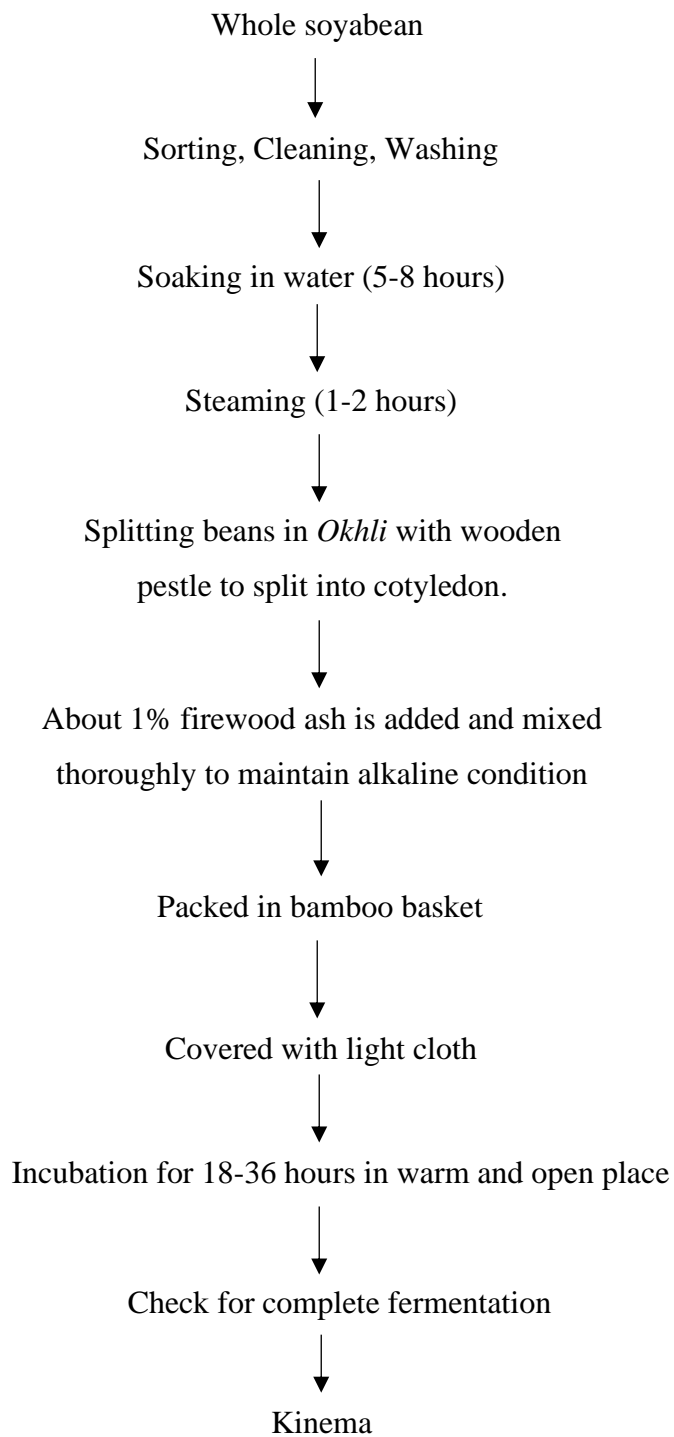 Whole soyabean
Sorting, Cleaning, Washing
Soaking in water (5-8 hours)
Steaming (1-2 hours)
Splitting beans in Okhli with wooden
pestle to split into cotyledon.
About 1% firewood ash is added and mixed
thoroughly to maintain alkaline condition
Packed in bamboo basket
Covered with light cloth
Incubation for 18-36 hours in warm and open place
Check for complete fermentation
Kinema